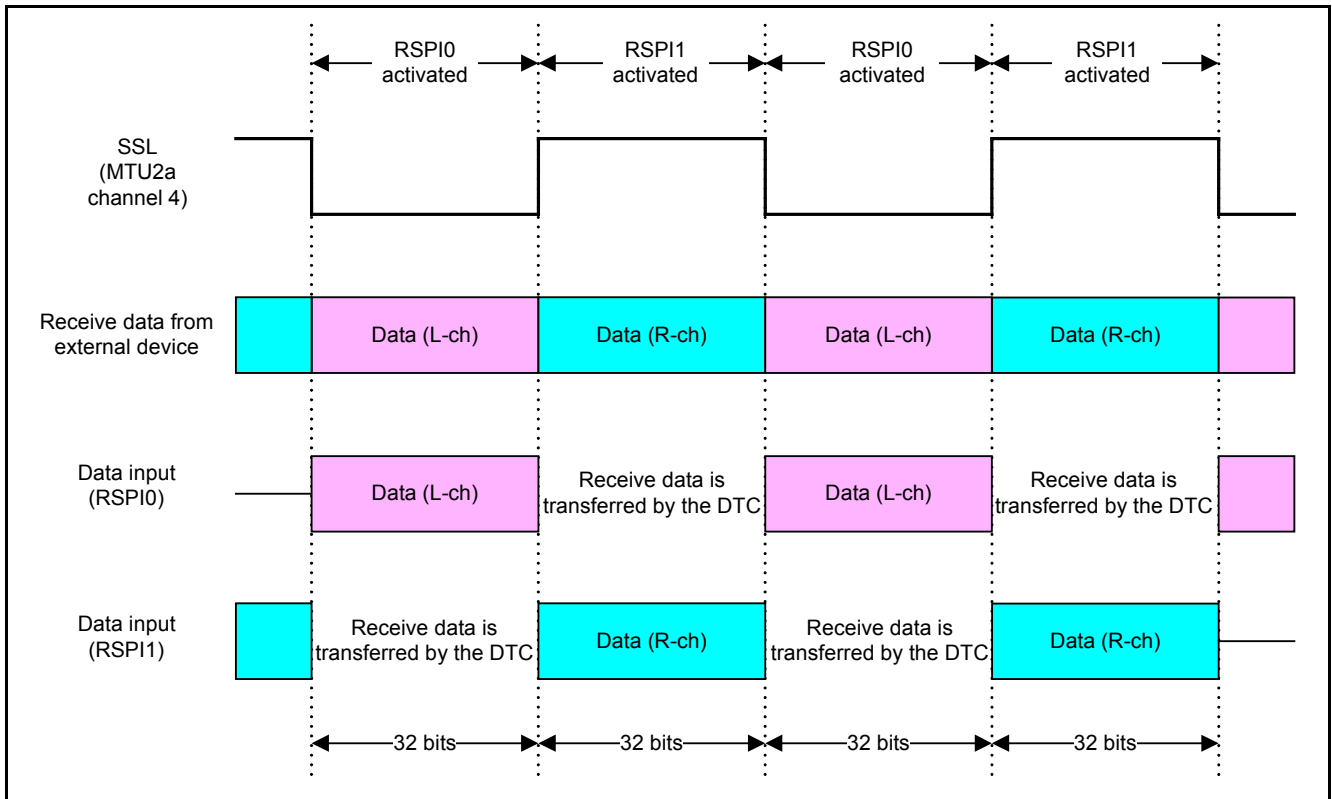 RSPI0
activated
RSPI1
activated
RSPI0
activated
RSPI1
activated
SSL
(MTU2a
channel 4)
Receive data from
external device
Data (L-ch)
Data (R-ch)
Data (L-ch)
Data (R-ch)
Data input
(RSPI0)
Data (L-ch)
Receive data is
transferred by the DTC
Data (L-ch)
Receive data is
transferred by the DTC
Data input
(RSPI1)
Receive data is
transferred by the DTC
Data (R-ch)
Receive data is
transferred by the DTC
Data (R-ch)
32 bits
32 bits
32 bits
32 bits